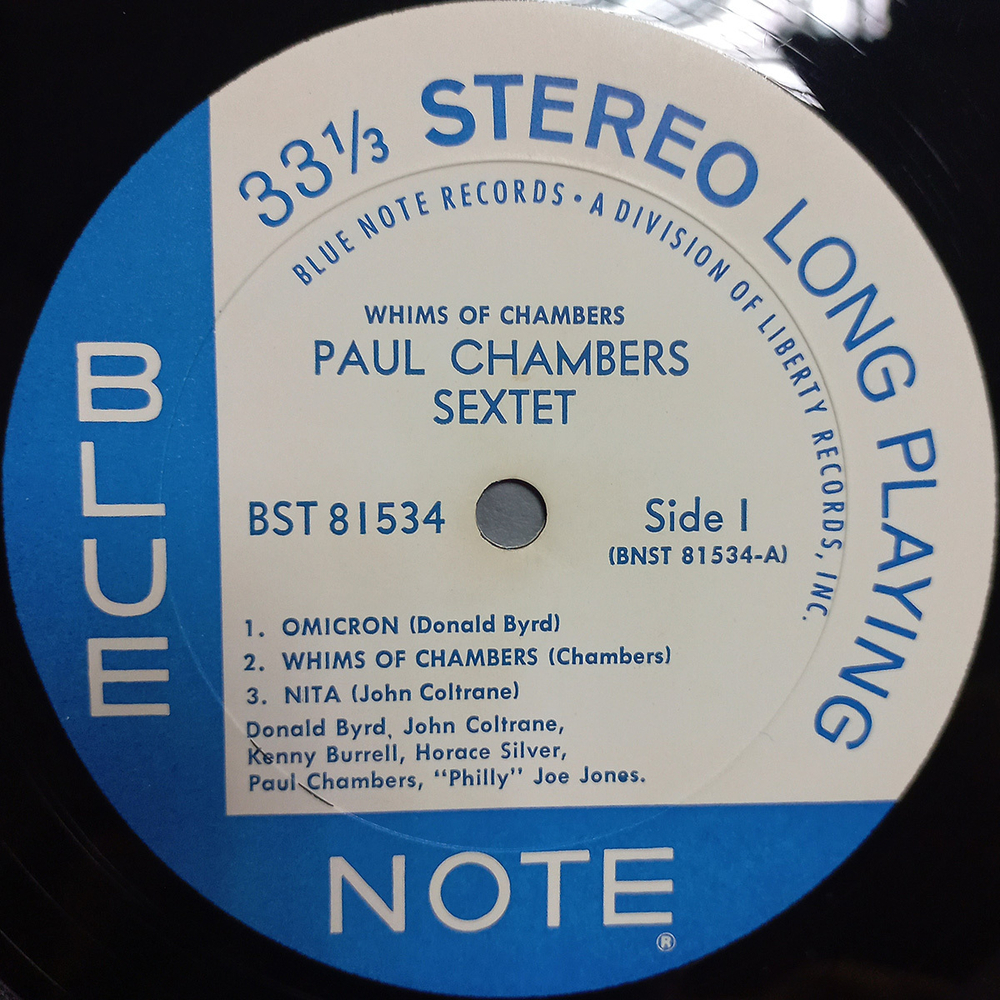 33⅓ STEREO LONG PLAYING
BLUE NOTE RECORDS • A DIVISION OF LIBERTY RECORDS, INC.
WHIMS OF CHAMBERS
PAUL CHAMBERS
SEXTET
BST 81534
Side 1
(BNST 81534-A)
1. OMICRON (Donald Byrd)
2. WHIMS OF CHAMBERS (Chambers)
3. NITA (John Coltrane)
Donald Byrd, John Coltrane,
Kenny Burrell, Horace Silver,
Paul Chambers, "Philly" Joe Jones.
BLUE
NOTE
®